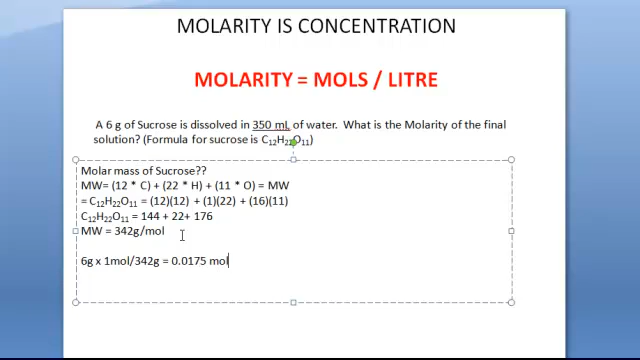 MOLARITY IS CONCENTRATION
MOLARITY = MOLS / LITRE
A 6 g of Sucrose is dissolved in 350 mL of water. What is the Molarity of the final
solution? (Formula for sucrose is C₁₂H₂₂O₁₁)
Molar mass of Sucrose??
MW= (12 * C) + (22 * H) + (11 * O) = MW
= C₁₂H₂₂O₁₁ = (12)(12) + (1)(22) + (16)(11)
C₁₂H₂₂O₁₁ = 144 + 22+ 176
MW = 342g/mol
6g x 1mol/342g = 0.0175 mol